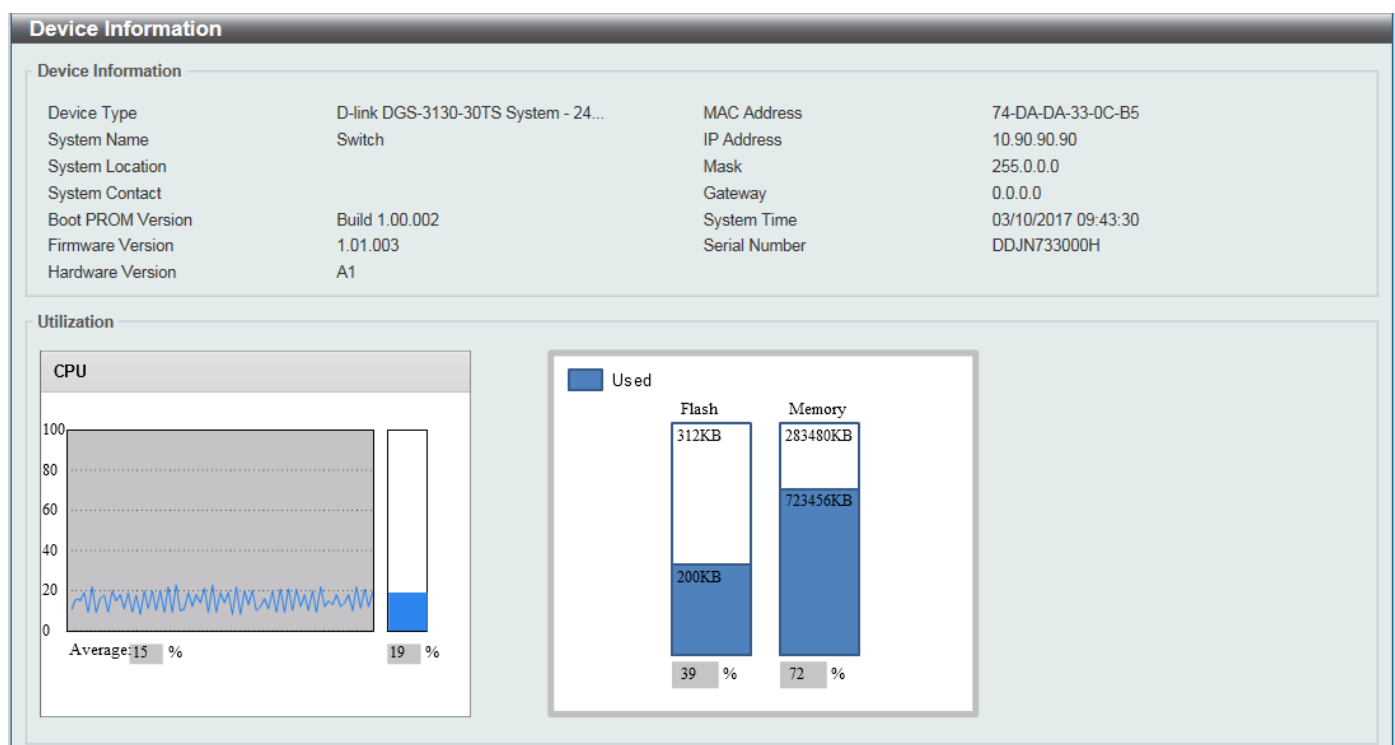 Device Information
Device Information
Device Type D-link DGS-3130-30TS System - 24... MAC Address 74-DA-DA-33-0C-B5
System Name Switch IP Address 10.90.90.90
System Location Mask 255.0.0.0
System Contact Gateway 0.0.0.0
Boot PROM Version Build 1.00.002 System Time 03/10/2017 09:43:30
Firmware Version 1.01.003 Serial Number DDJN733000H
Hardware Version A1
Utilization
CPU
100
80
60
40
20
0
Average:15 % 19 %
Used
Flash Memory
312KB 283480KB
723456KB
200KB
39 % 72 %